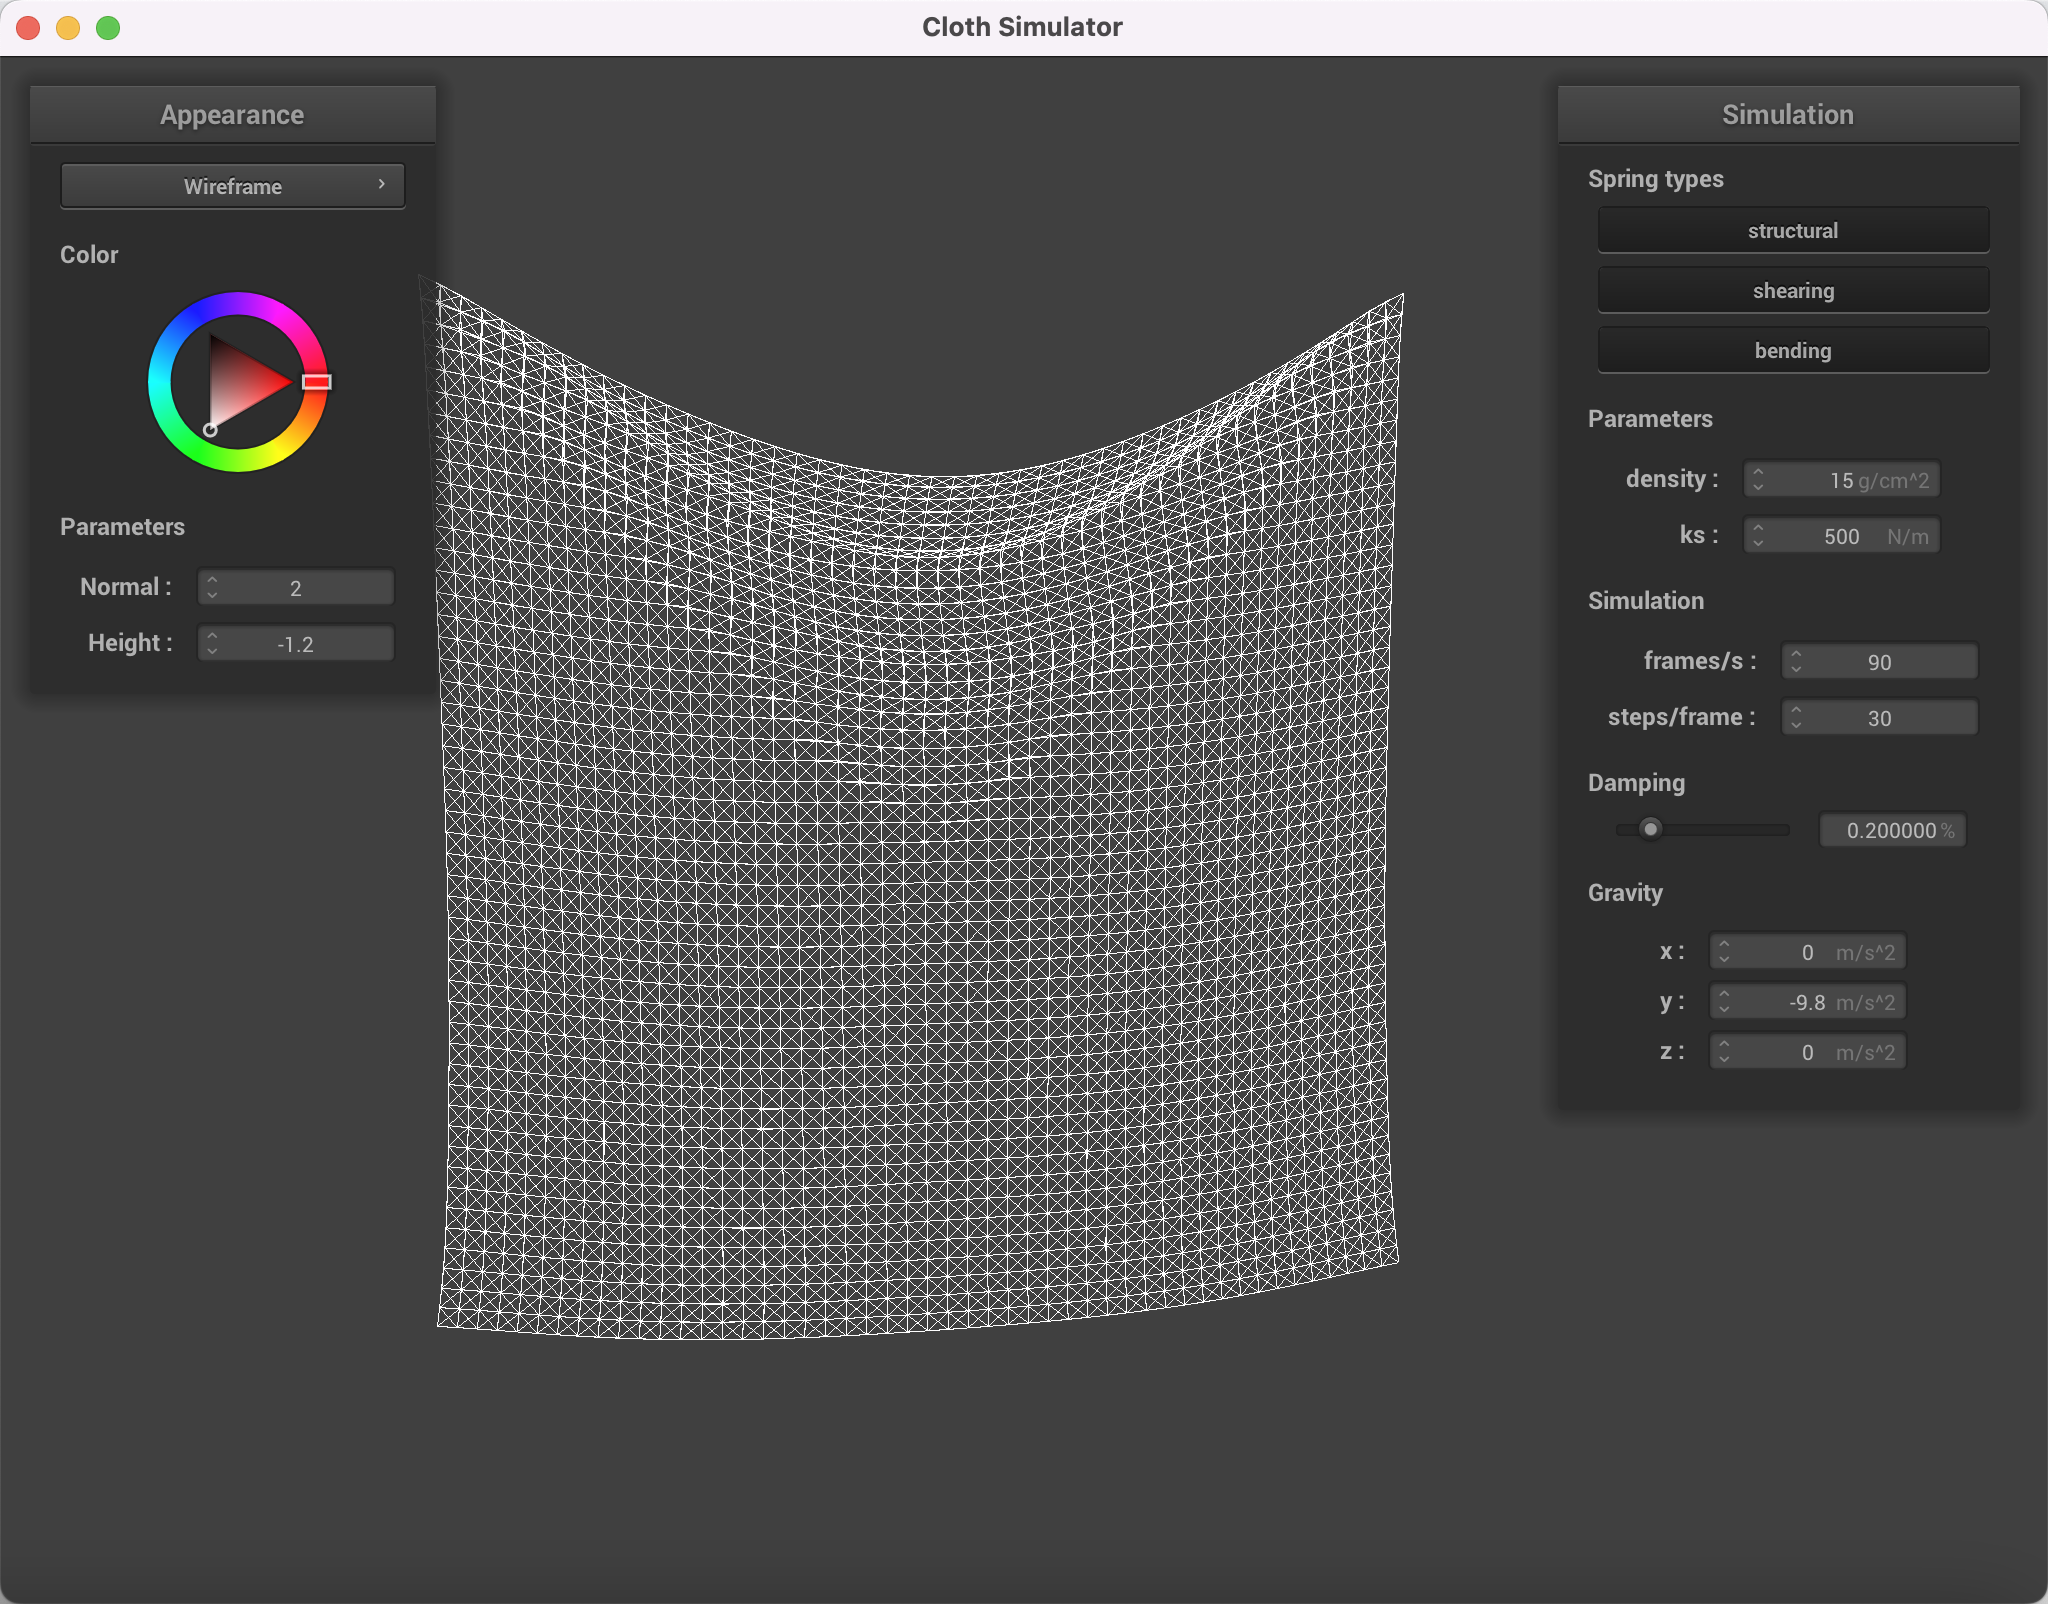 Cloth Simulator
Appearance
Wireframe
Color
Parameters
Normal : 2
Height : -1.2
Simulation
Spring types
structural
shearing
bending
Parameters
density : 15 g/cm^2
ks : 500 N/m
Simulation
frames/s : 90
steps/frame : 30
Damping
0.200000 %
Gravity
x : 0 m/s^2
y : -9.8 m/s^2
z : 0 m/s^2